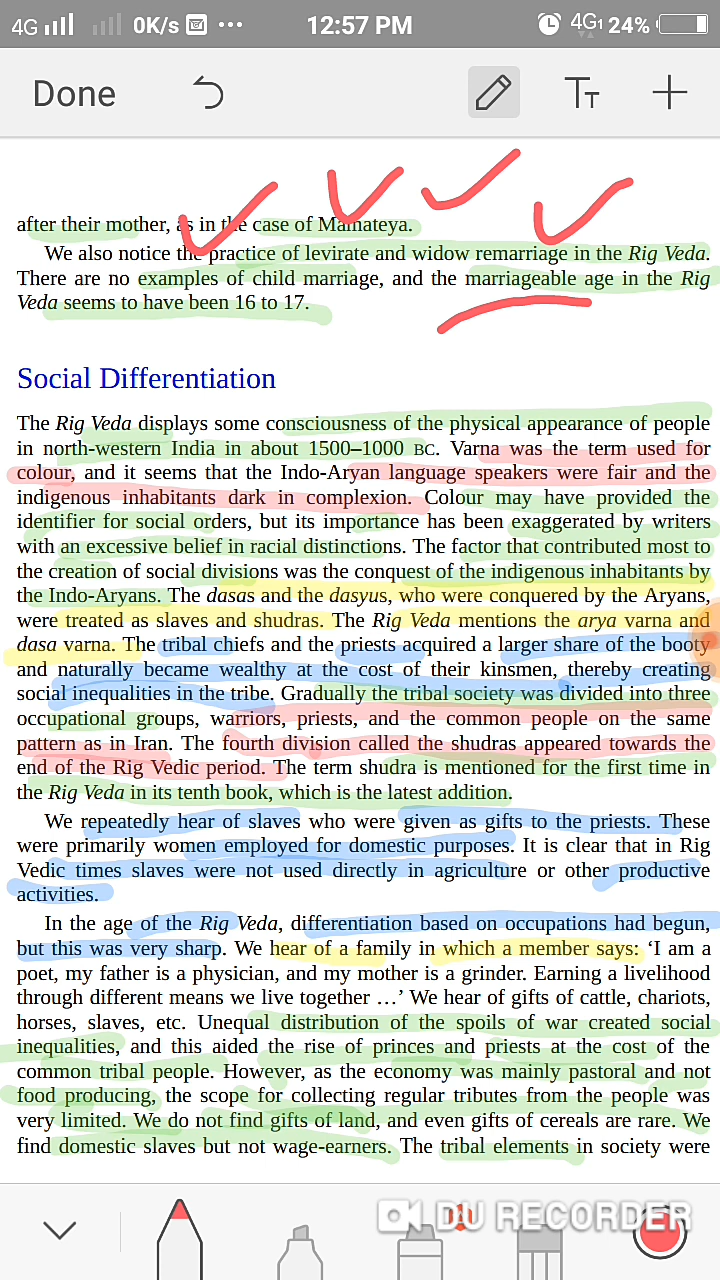 4G 0K/s ••• 12:57 PM 4G1 24%
Done TT
after their mother, as in the case of Mamateya.
We also notice the practice of levirate and widow remarriage in the Rig Veda.
There are no examples of child marriage, and the marriageable age in the Rig
Veda seems to have been 16 to 17.
Social Differentiation
The Rig Veda displays some consciousness of the physical appearance of people
in north-western India in about 1500–1000 BC. Varna was the term used for
colour, and it seems that the Indo-Aryan language speakers were fair and the
indigenous inhabitants dark in complexion. Colour may have provided the
identifier for social orders, but its importance has been exaggerated by writers
with an excessive belief in racial distinctions. The factor that contributed most to
the creation of social divisions was the conquest of the indigenous inhabitants by
the Indo-Aryans. The dasas and the dasyus, who were conquered by the Aryans,
were treated as slaves and shudras. The Rig Veda mentions the arya varna and
dasa varna. The tribal chiefs and the priests acquired a larger share of the booty
and naturally became wealthy at the cost of their kinsmen, thereby creating
social inequalities in the tribe. Gradually the tribal society was divided into three
occupational groups, warriors, priests, and the common people on the same
pattern as in Iran. The fourth division called the shudras appeared towards the
end of the Rig Vedic period. The term shudra is mentioned for the first time in
the Rig Veda in its tenth book, which is the latest addition.
We repeatedly hear of slaves who were given as gifts to the priests. These
were primarily women employed for domestic purposes. It is clear that in Rig
Vedic times slaves were not used directly in agriculture or other productive
activities.
In the age of the Rig Veda, differentiation based on occupations had begun,
but this was very sharp. We hear of a family in which a member says: ‘I am a
poet, my father is a physician, and my mother is a grinder. Earning a livelihood
through different means we live together …’ We hear of gifts of cattle, chariots,
horses, slaves, etc. Unequal distribution of the spoils of war created social
inequalities, and this aided the rise of princes and priests at the cost of the
common tribal people. However, as the economy was mainly pastoral and not
food producing, the scope for collecting regular tributes from the people was
very limited. We do not find gifts of land, and even gifts of cereals are rare. We
find domestic slaves but not wage-earners. The tribal elements in society were
DU RECORDER